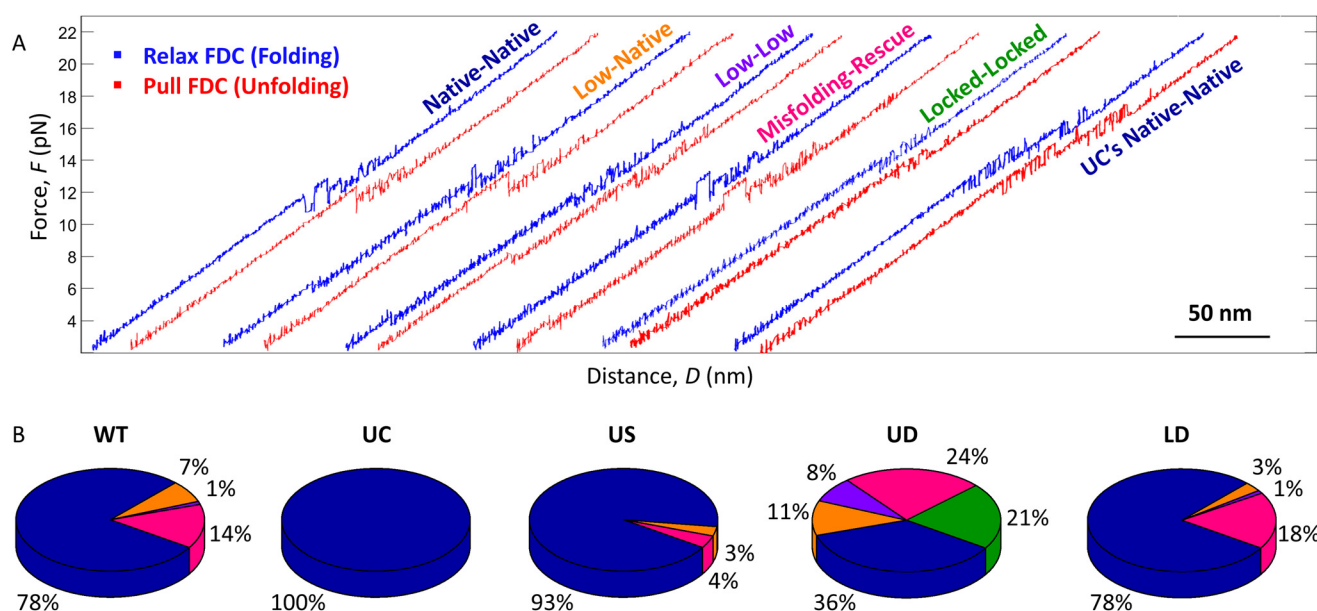 A
22
20
18
16
14
12
10
8
6
4
Force, F (pN)
Relax FDC (Folding)
Pull FDC (Unfolding)
Native-Native
Low-Native
Low-Low
Misfolding-Rescue
Locked-Locked
UC's Native-Native
50 nm
Distance, D (nm)
B
WT
7%
1%
14%
78%
UC
100%
US
3%
4%
93%
UD
24%
8%
11%
21%
36%
LD
3%
1%
18%
78%